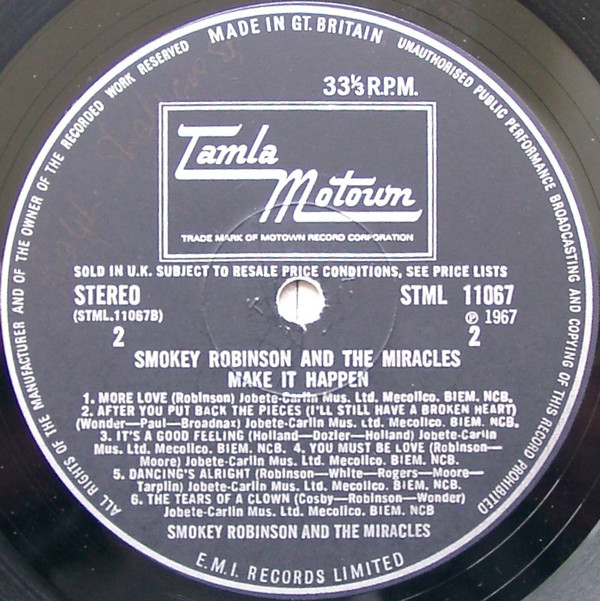 MADE IN GT. BRITAIN
UNAUTHORISED PUBLIC PERFORMANCE BROADCASTING AND COPYING OF THIS RECORD PROHIBITED
ALL RIGHTS OF THE MANUFACTURER AND OF THE OWNER OF THE RECORDED WORK RESERVED
33⅓ R.P.M.
Tamla
Motown
TRADE MARK OF MOTOWN RECORD CORPORATION
SOLD IN U.K. SUBJECT TO RESALE PRICE CONDITIONS, SEE PRICE LISTS
STEREO STML 11067
(STML.11067B) Ⓟ 1967
2 2
SMOKEY ROBINSON AND THE MIRACLES
MAKE IT HAPPEN
1. MORE LOVE (Robinson) Jobete-Carlin Mus. Ltd. Mecolico. BIEM. NCB.
2. AFTER YOU PUT BACK THE PIECES (I'LL STILL HAVE A BROKEN HEART)
(Wonder—Paul—Broadnax) Jobete-Carlin Mus. Ltd. Mecolico. BIEM. NCB.
3. IT'S A GOOD FEELING (Holland—Dozler—Holland) Jobete-Carlin
Mus. Ltd. Mecolico. BIEM. NCB. 4. YOU MUST BE LOVE (Robinson—
Moore) Jobete-Carlin Mus. Ltd. Mecolico. BIEM. NCB.
5. DANCING'S ALRIGHT (Robinson—White—Rogers—Moore—
Tarplin) Jobete-Carlin Mus. Ltd. Mecolico. BIEM. NCB.
6. THE TEARS OF A CLOWN (Cosby—Robinson—Wonder)
Jobete-Carlin Mus. Ltd. Mecolico. BIEM. NCB
SMOKEY ROBINSON AND THE MIRACLES
E.M.I. RECORDS LIMITED